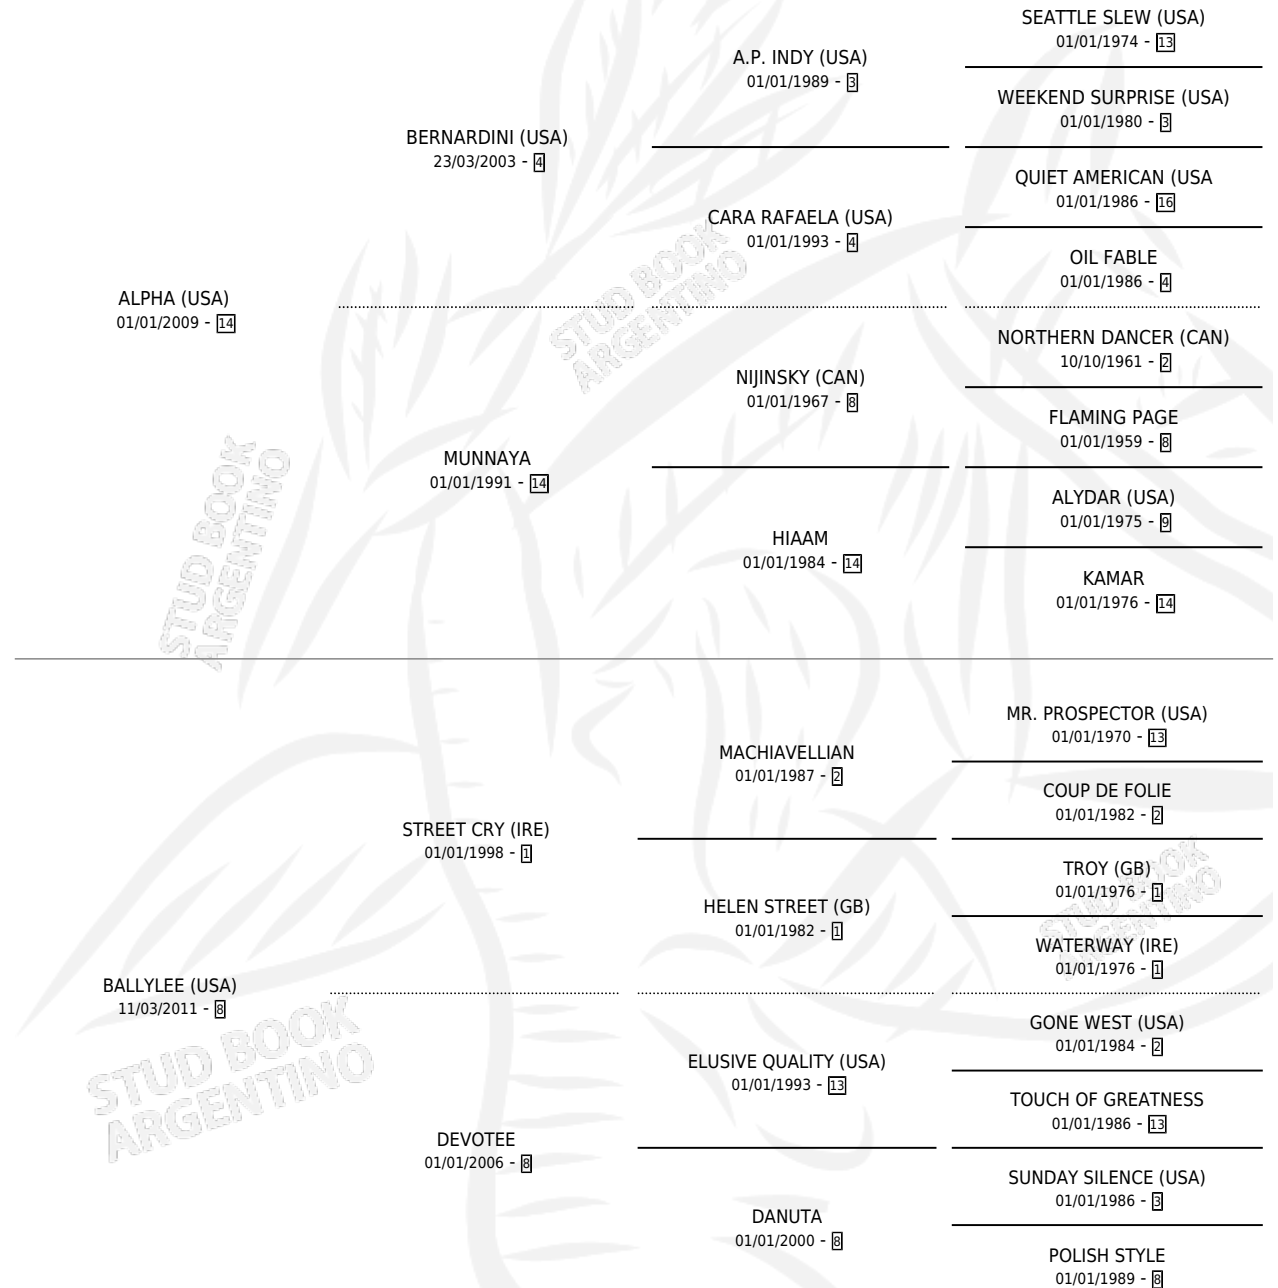 SEATTLE SLEW (USA)
01/01/1974 - 13
A.P. INDY (USA)
01/01/1989 - 3
WEEKEND SURPRISE (USA)
01/01/1980 - 3
BERNARDINI (USA)
23/03/2003 - 4
QUIET AMERICAN (USA
01/01/1986 - 16
CARA RAFAELA (USA)
01/01/1993 - 4
OIL FABLE
01/01/1986 - 4
ALPHA (USA)
01/01/2009 - 14
NORTHERN DANCER (CAN)
10/10/1961 - 2
NIJINSKY (CAN)
01/01/1967 - 8
FLAMING PAGE
01/01/1959 - 8
MUNNAYA
01/01/1991 - 14
ALYDAR (USA)
01/01/1975 - 9
HIAAM
01/01/1984 - 14
KAMAR
01/01/1976 - 14
MR. PROSPECTOR (USA)
01/01/1970 - 13
MACHIAVELLIAN
01/01/1987 - 2
COUP DE FOLIE
01/01/1982 - 2
STREET CRY (IRE)
01/01/1998 - 1
TROY (GB)
01/01/1976 - 1
HELEN STREET (GB)
01/01/1982 - 1
WATERWAY (IRE)
01/01/1976 - 1
BALLYLEE (USA)
11/03/2011 - 8
GONE WEST (USA)
01/01/1984 - 2
ELUSIVE QUALITY (USA)
01/01/1993 - 13
TOUCH OF GREATNESS
01/01/1986 - 13
DEVOTEE
01/01/2006 - 8
SUNDAY SILENCE (USA)
01/01/1986 - 3
DANUTA
01/01/2000 - 8
POLISH STYLE
01/01/1989 - 8
STUD BOOK
ARGENTINO
STUD BOOK
ARGENTINO
STUD BOOK
ARGENTINO
STUD BOOK
ARGENTINO